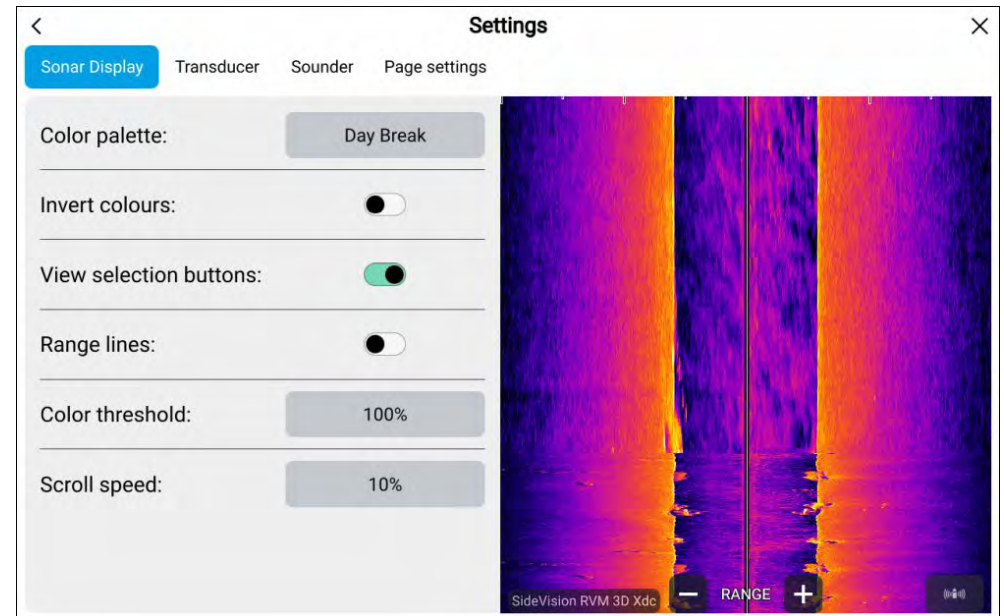 Settings
Sonar Display Transducer Sounder Page settings
Color palette: Day Break
Invert colours:
View selection buttons:
Range lines:
Color threshold: 100%
Scroll speed: 10%
SideVision RVM 3D Xdc
RANGE